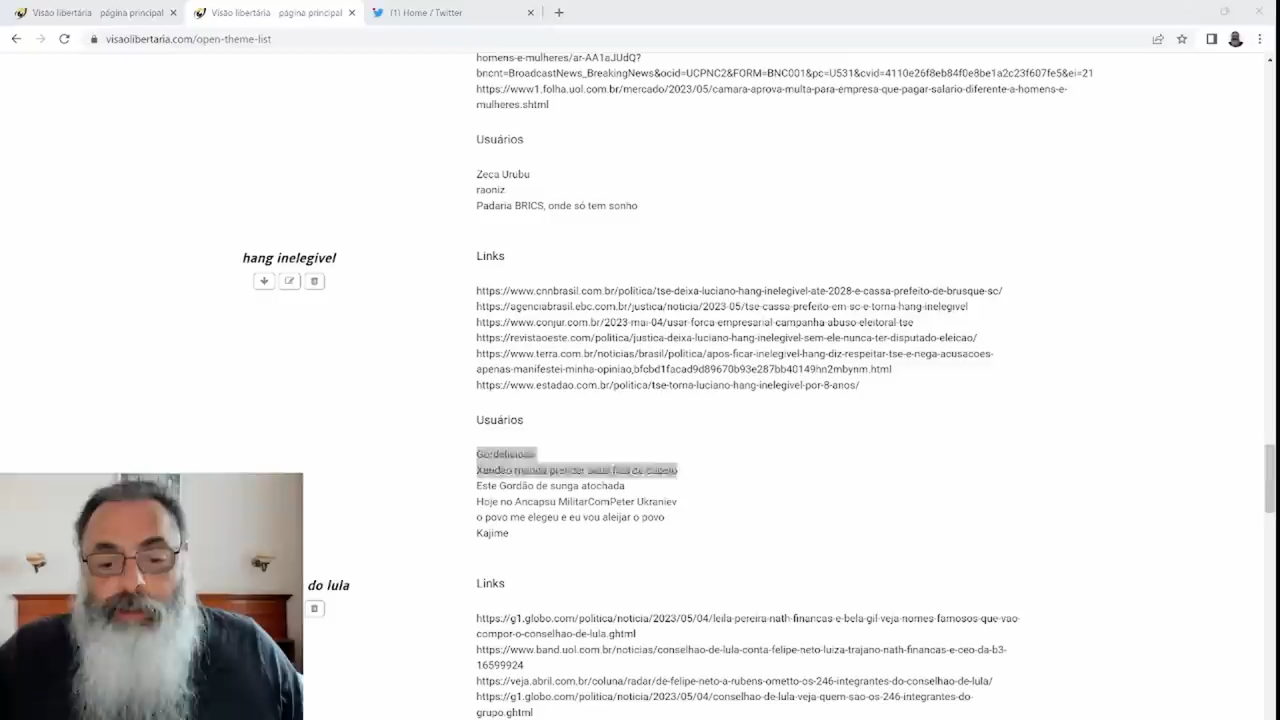 Visão libertária - página principal
Visão libertária - página principal
(1) Home / Twitter
visaolibertaria.com/open-theme-list
homens-e-mulheres/ar-AA1aJUdQ?
bncnt=BroadcastNews_BreakingNews&ocid=UCPNC2&FORM=BNC001&pc=U531&cvid=4110e26f8eb84f0e8be1a2c23f607fe5&ei=21
https://www1.folha.uol.com.br/mercado/2023/05/camara-aprova-multa-para-empresa-que-pagar-salario-diferente-a-homens-e-
mulheres.shtml
Usuários
Zeca Urubu
raoniz
Padaria BRICS, onde só tem sonho
hang inelegivel
Links
https://www.cnnbrasil.com.br/politica/tse-deixa-luciano-hang-inelegivel-ate-2028-e-cassa-prefeito-de-brusque-sc/
https://agenciabrasil.ebc.com.br/justica/noticia/2023-05/tse-cassa-prefeito-em-sc-e-torna-hang-inelegivel
https://www.conjur.com.br/2023-mai-04/usar-forca-empresarial-campanha-abuso-eleitoral-tse
https://revistaoeste.com/politica/justica-deixa-luciano-hang-inelegivel-sem-ele-nunca-ter-disputado-eleicao/
https://www.terra.com.br/noticias/brasil/politica/apos-ficar-inelegivel-hang-diz-respeitar-tse-e-nega-acusacoes-
apenas-manifestei-minha-opiniao,bfcbd1facad9d89670b93e287bb40149hn2mbynm.html
https://www.estadao.com.br/politica/tse-torna-luciano-hang-inelegivel-por-8-anos/
Usuários
Xandão manda prender
Este Gordão de sunga atochada
Hoje no Ancapsu MilitarComPeter Ukraniev
o povo me elegeu e eu vou aleijar o povo
Kajime
do lula
Links
https://g1.globo.com/politica/noticia/2023/05/04/leila-pereira-nath-financas-e-bela-gil-veja-nomes-famosos-que-vao-
compor-o-conselhao-de-lula.ghtml
https://www.band.uol.com.br/noticias/conselhao-de-lula-conta-felipe-neto-luiza-trajano-nath-financas-e-ceo-da-b3-
16599924
https://veja.abril.com.br/coluna/radar/de-felipe-neto-a-rubens-ometto-os-246-integrantes-do-conselhao-de-lula/
https://g1.globo.com/politica/noticia/2023/05/04/conselhao-de-lula-veja-quem-sao-os-246-integrantes-do-
grupo.ghtml